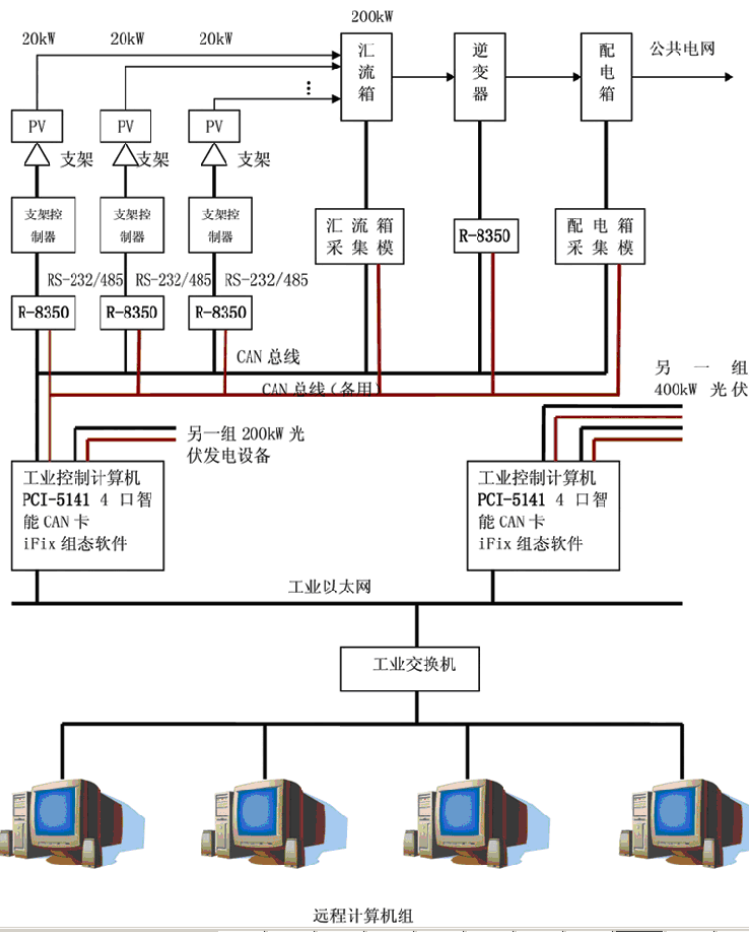 200kW
20kW
20kW
20kW
汇流箱
逆变器
配电箱
公共电网
PV
PV
PV
支架
支架
支架
支架控
制器
支架控
制器
支架控
制器
汇流箱
采集模
R-8350
配电箱
采集模
RS-232/485
RS-232/485
RS-232/485
R-8350
R-8350
R-8350
CAN 总线
CAN 总线（备用）
另一组
400kW 光伏
另一组 200kW 光
伏发电设备
工业控制计算机
PCI-5141 4 口智
能 CAN 卡
iFix 组态软件
工业控制计算机
PCI-5141 4 口智
能 CAN 卡
iFix 组态软件
工业以太网
工业交换机
远程计算机组